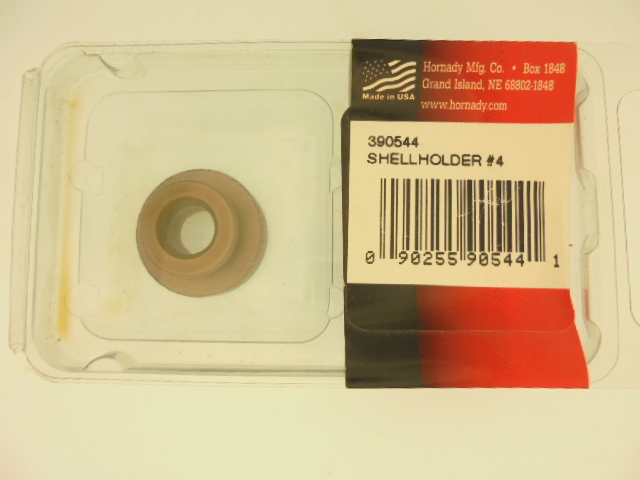 Made in USA
Hornady Mfg. Co. • Box 1848
Grand Island, NE 68802-1848
www.hornady.com
390544
SHELLHOLDER #4
0 90255 90544 1